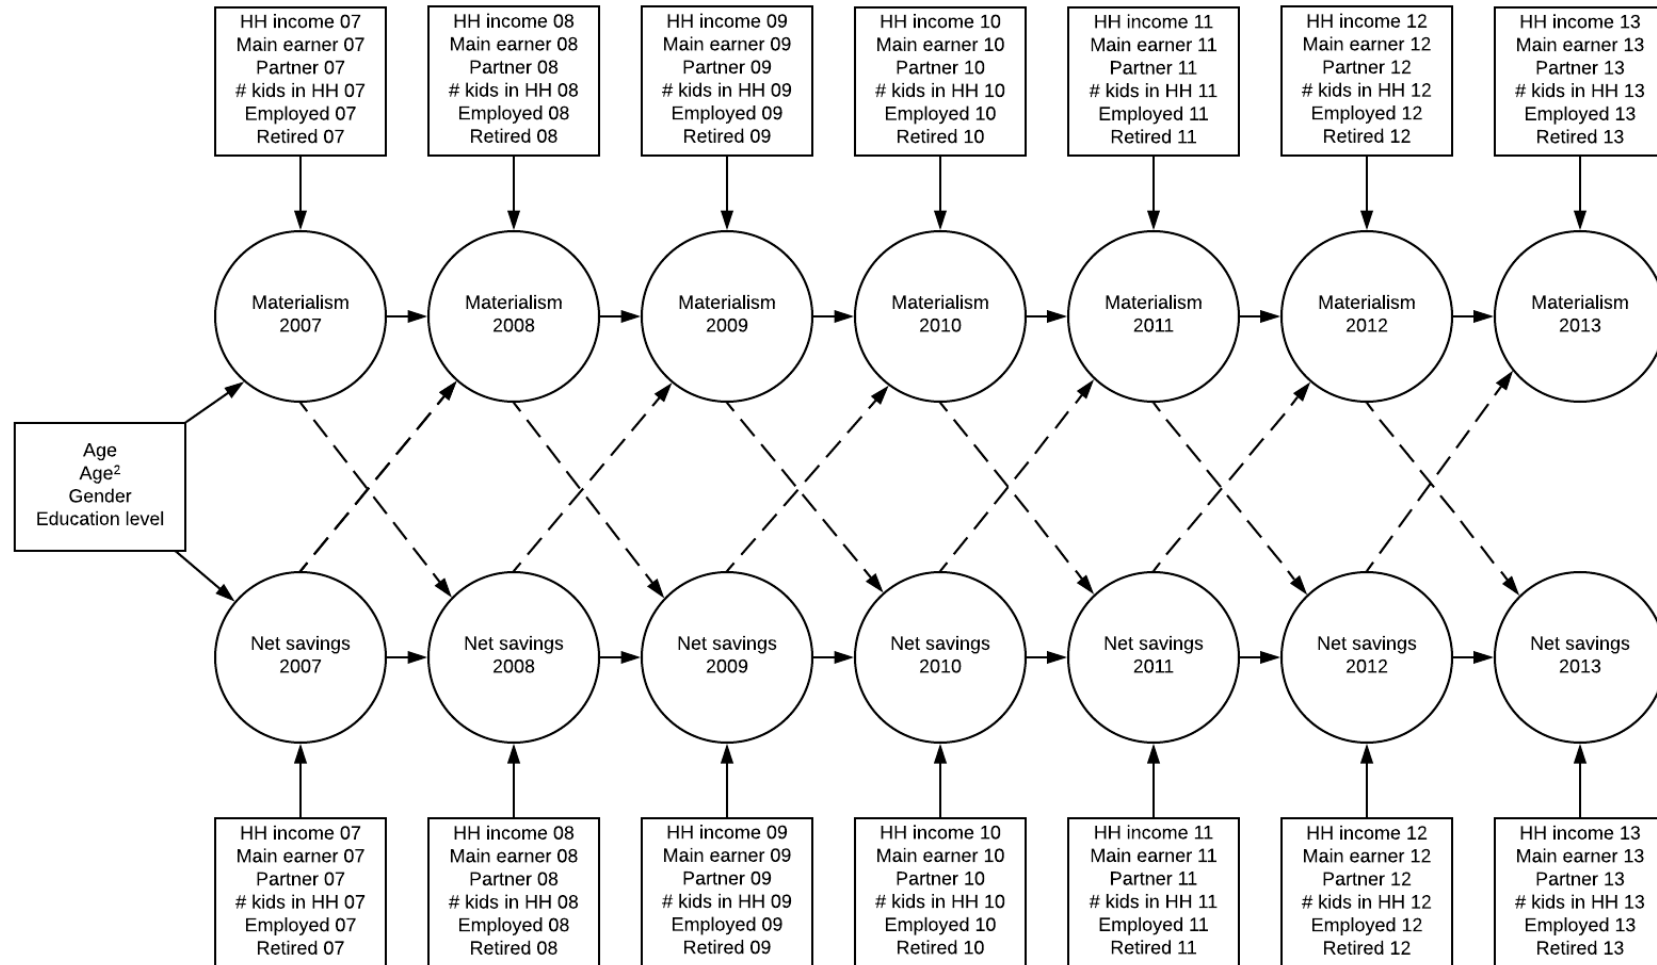 HH income 07
Main earner 07
Partner 07
# kids in HH 07
Employed 07
Retired 07
HH income 08
Main earner 08
Partner 08
# kids in HH 08
Employed 08
Retired 08
HH income 09
Main earner 09
Partner 09
# kids in HH 09
Employed 09
Retired 09
HH income 10
Main earner 10
Partner 10
# kids in HH 10
Employed 10
Retired 10
HH income 11
Main earner 11
Partner 11
# kids in HH 11
Employed 11
Retired 11
HH income 12
Main earner 12
Partner 12
# kids in HH 12
Employed 12
Retired 12
HH income 13
Main earner 13
Partner 13
# kids in HH 13
Employed 13
Retired 13
Materialism
2007
Materialism
2008
Materialism
2009
Materialism
2010
Materialism
2011
Materialism
2012
Materialism
2013
Age
Age²
Gender
Education level
Net savings
2007
Net savings
2008
Net savings
2009
Net savings
2010
Net savings
2011
Net savings
2012
Net savings
2013
HH income 07
Main earner 07
Partner 07
# kids in HH 07
Employed 07
Retired 07
HH income 08
Main earner 08
Partner 08
# kids in HH 08
Employed 08
Retired 08
HH income 09
Main earner 09
Partner 09
# kids in HH 09
Employed 09
Retired 09
HH income 10
Main earner 10
Partner 10
# kids in HH 10
Employed 10
Retired 10
HH income 11
Main earner 11
Partner 11
# kids in HH 11
Employed 11
Retired 11
HH income 12
Main earner 12
Partner 12
# kids in HH 12
Employed 12
Retired 12
HH income 13
Main earner 13
Partner 13
# kids in HH 13
Employed 13
Retired 13